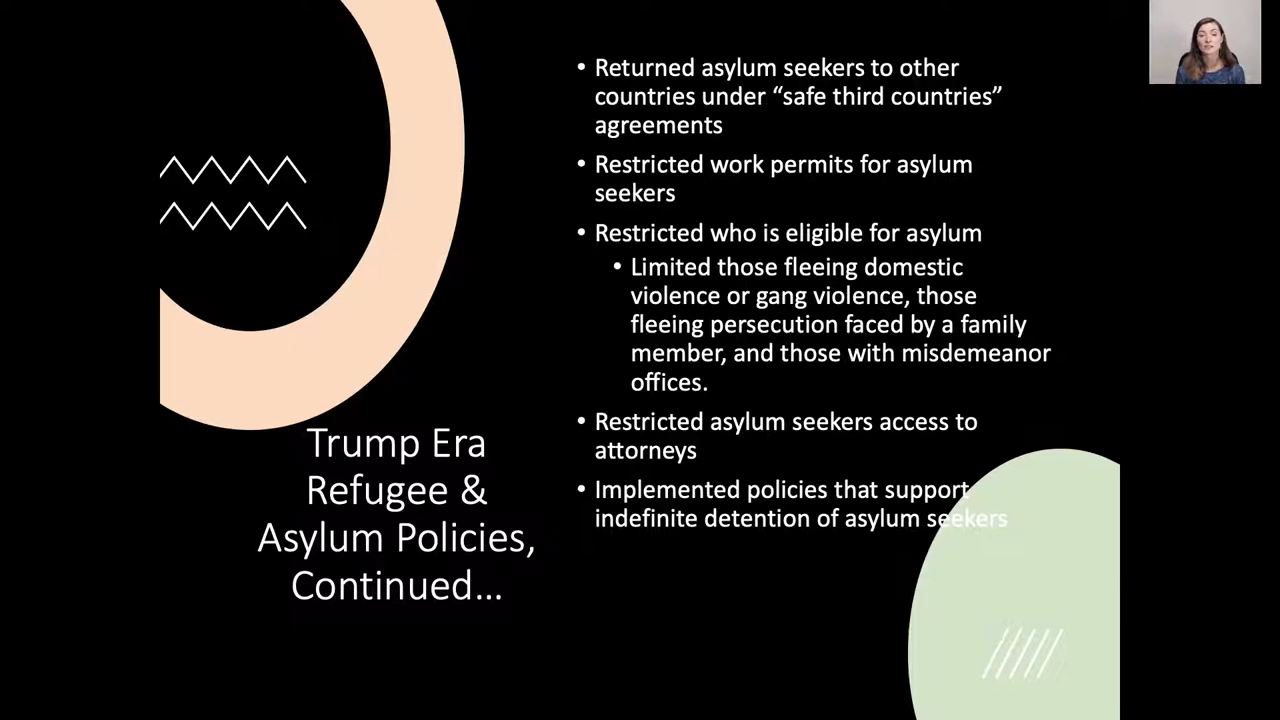 • Returned asylum seekers to other
countries under “safe third countries”
agreements
• Restricted work permits for asylum
seekers
• Restricted who is eligible for asylum
• Limited those fleeing domestic
violence or gang violence, those
fleeing persecution faced by a family
member, and those with misdemeanor
offices.
• Restricted asylum seekers access to
attorneys
• Implemented policies that support
indefinite detention of asylum seekers
Trump Era
Refugee &
Asylum Policies,
Continued...